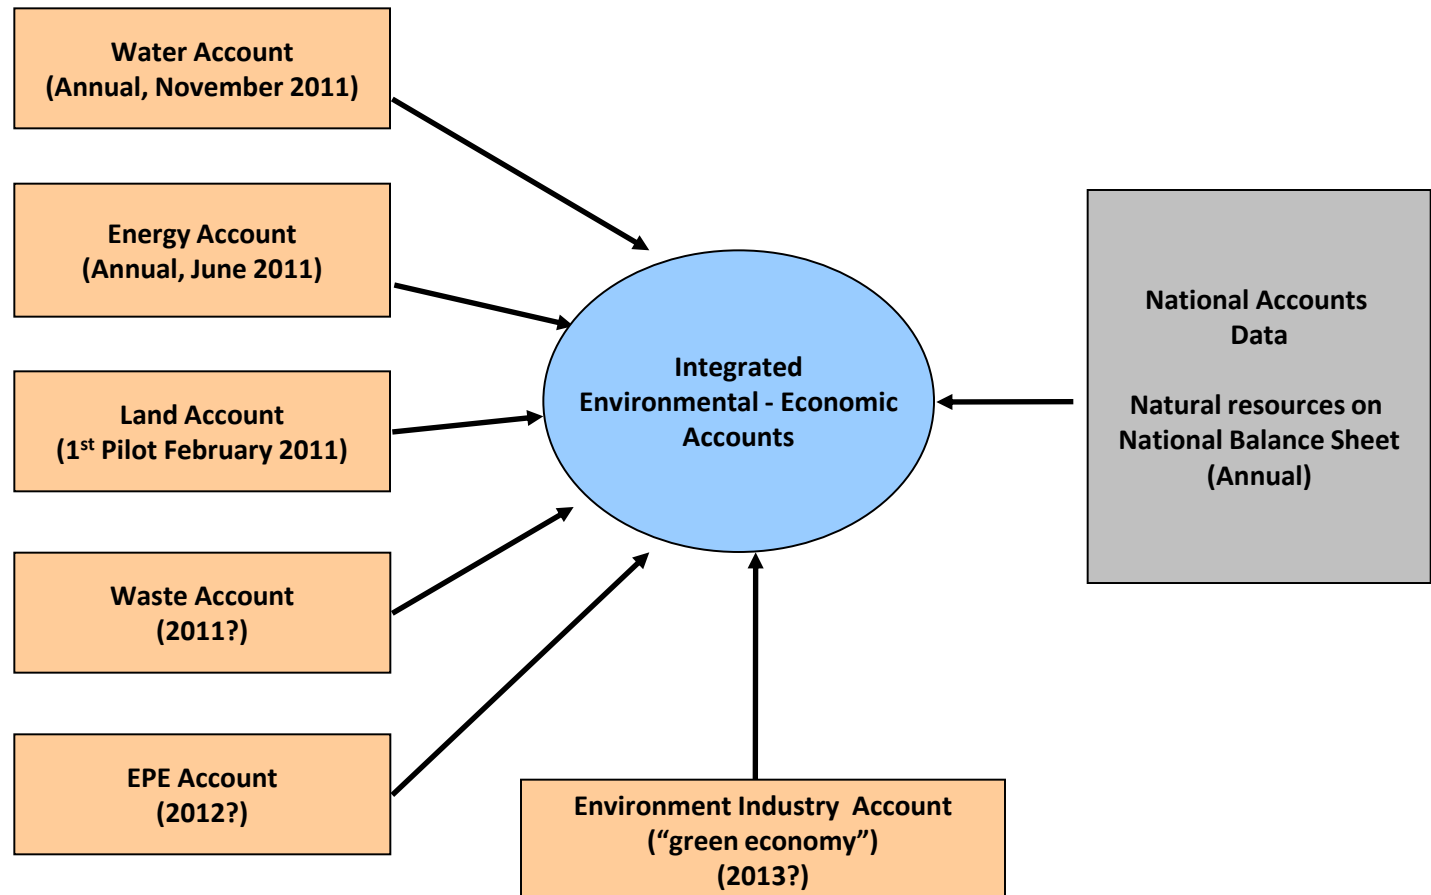 Water Account
(Annual, November 2011)
Energy Account
(Annual, June 2011)
Land Account
(1st Pilot February 2011)
Waste Account
(2011?)
EPE Account
(2012?)
Environment Industry  Account
(“green economy”)
(2013?)
Integrated
Environmental - Economic
Accounts
National Accounts
Data
Natural resources on
National Balance Sheet
(Annual)